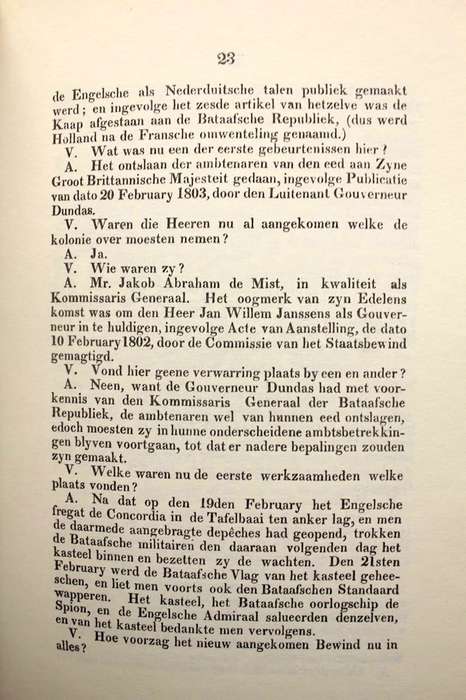 23
de Engelsche als Nederduitsche talen publiek gemaakt
werd; en ingevolge het zesde artikel van hetzelve was de
Kaap afgestaan aan de Bataafsche Republiek, (dus werd
Holland na de Fransche omwenteling genaamd.)
V. Wat was nu een der eerste gebeurtenissen hier?
A. Het ontslaan der ambtenaren van den eed aan Zyne
Groot Brittannische Majesteit gedaan, ingevolge Publicatie
van dato 20 February 1803, door den Luitenant Gouverneur
Dundas.
V. Waren die Heeren nu al aangekomen welke de
kolonie over moesten nemen?
A. Ja.
V. Wie waren zy?
A. Mr. Jakob Abraham de Mist, in kwaliteit als
Kommissaris Generaal. Het oogmerk van zyn Edelens
komst was om den Heer Jan Willem Janssens als Gouver-
neur in te huldigen, ingevolge Acte van Aanstelling, de dato
10 February 1802, door de Commissie van het Staatsbewind
gemagtigd.
V. Vond hier geene verwarring plaats by een en ander?
A. Neen, want de Gouverneur Dundas had met voor-
kennis van den Kommissaris Generaal der Bataafsche
Republiek, de ambtenaren wel van hunnen eed ontslagen,
edoch moesten zy in hunne onderscheidene ambtsbetrekkin-
gen blyven voortgaan, tot dat er nadere bepalingen zouden
zyn gemaakt.
V. Welke waren nu de eerste werkzaamheden welke
plaats vonden?
A. Na dat op den 19den February het Engelsche
fregat de Concordia in de Tafelbaai ten anker lag, en men
de daarmede aangebragte depêches had geopend, trokken
de Bataafsche militairen den daaraan volgenden dag het
kasteel binnen en bezetten zy de wachten. Den 21sten
February werd de Bataafsche Vlag van het kasteel gehee-
schen, en liet men voorts ook den Bataafschen Standaard
wapperen. Het kasteel, het Bataafsche oorlogschip de
Spion, en de Engelsche Admiraal salueerden denzelven,
en van het kasteel bedankte men vervolgens.
V. Hoe voorzag het nieuw aangekomen Bewind nu in
alles?